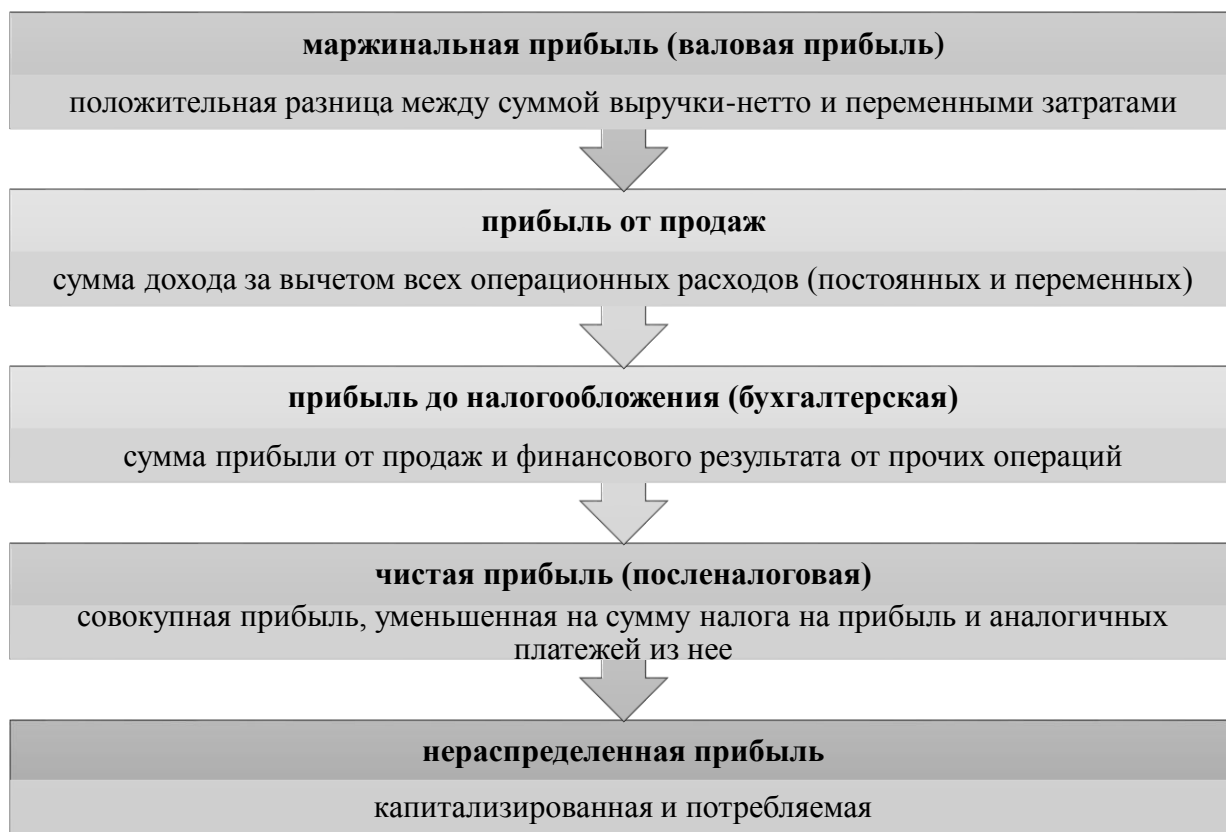 маржинальная прибыль (валовая прибыль)
положительная разница между суммой выручки-нетто и переменными затратами
прибыль от продаж
сумма дохода за вычетом всех операционных расходов (постоянных и переменных)
прибыль до налогообложения (бухгалтерская)
сумма прибыли от продаж и финансового результата от прочих операций
чистая прибыль (посленалоговая)
совокупная прибыль, уменьшенная на сумму налога на прибыль и аналогичных
платежей из нее
нераспределенная прибыль
капитализированная и потребляемая